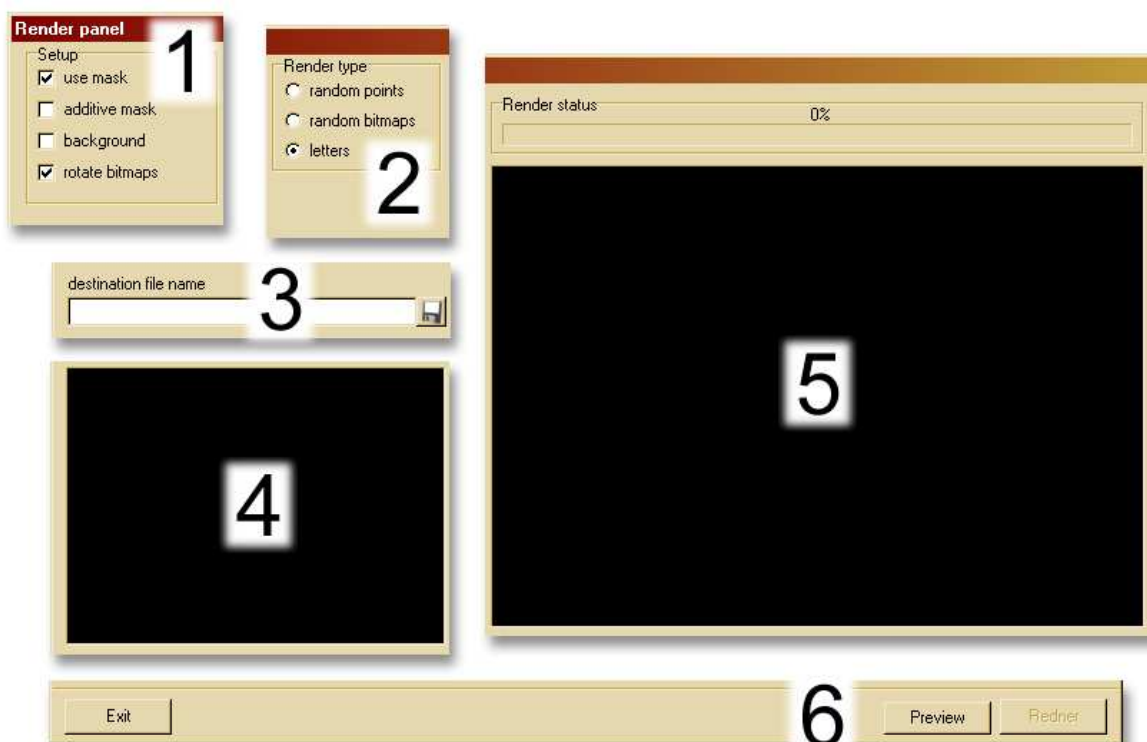 Render panel
1
Setup
use mask
additive mask
background
rotate bitmaps
Render type
random points
random bitmaps
letters
2
Render status
0%
destination file name
3
4
5
6
Exit
Preview
Redner